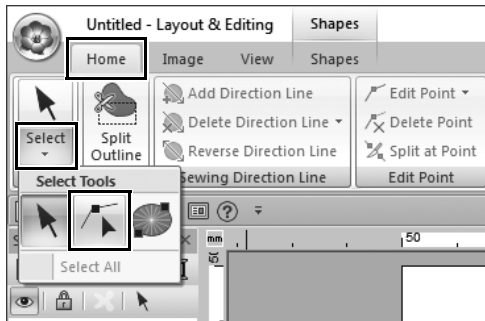 Untitled - Layout & Editing Shapes
Home Image View Shapes
Select
Split Outline
Add Direction Line
Delete Direction Line
Reverse Direction Line
Edit Point
Delete Point
Split at Point
Sewing Direction Line
Edit Point
Select Tools
Select All
mm
50